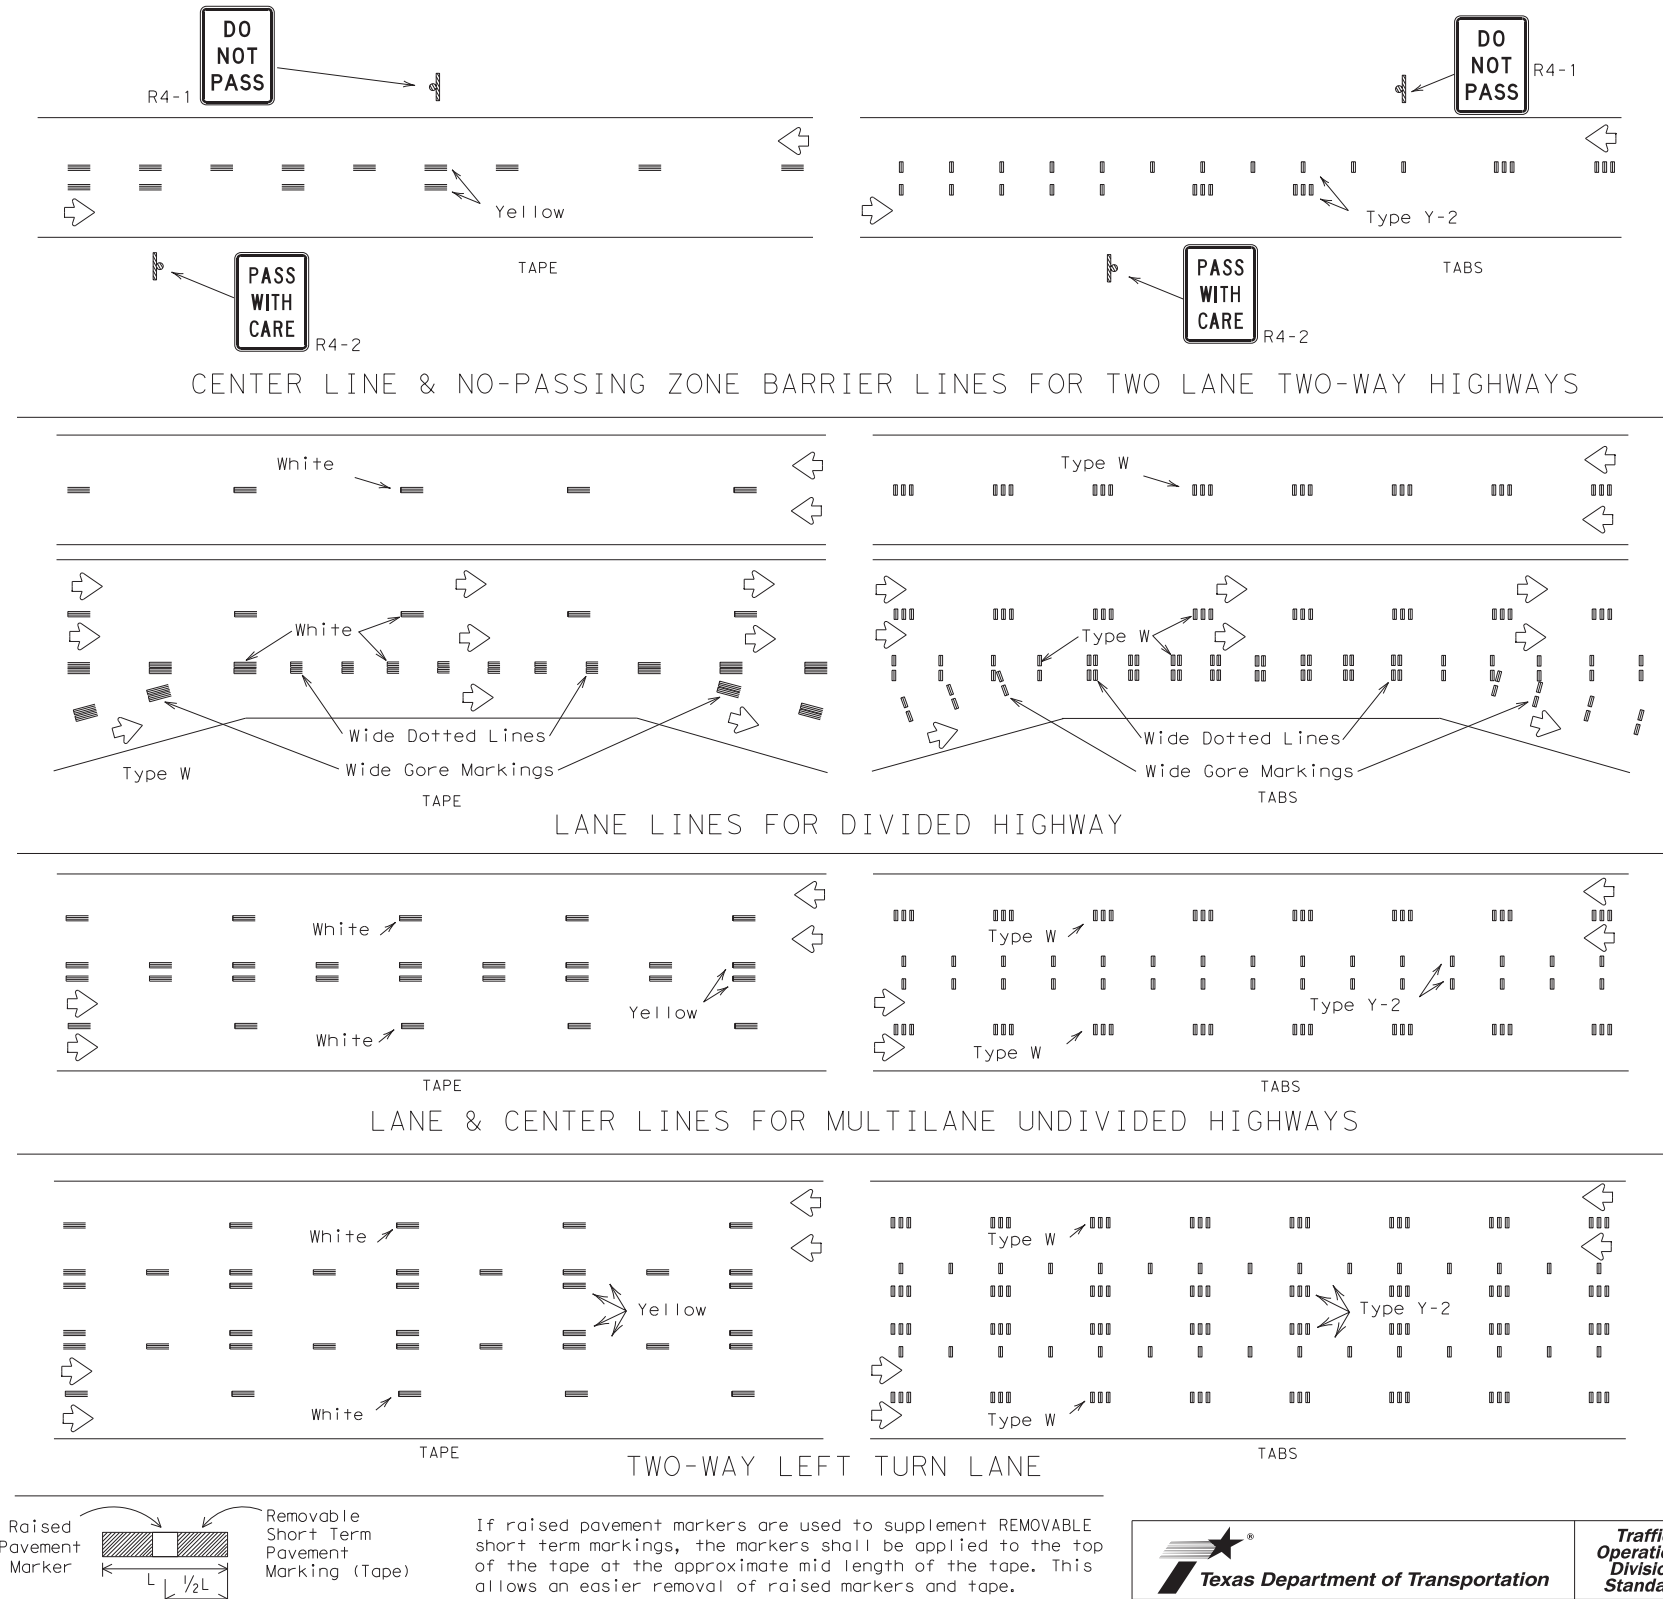 DO
NOT
PASS
R4-1
DO
NOT
PASS
R4-1
Yellow
Type Y-2
TAPE
TABS
PASS
WITH
CARE
R4-2
PASS
WITH
CARE
R4-2
CENTER LINE & NO-PASSING ZONE BARRIER LINES FOR TWO LANE TWO-WAY HIGHWAYS
White
Type W
White
Type W
Wide Dotted Lines
Wide Dotted Lines
Type W
Wide Gore Markings
Wide Gore Markings
TAPE
TABS
LANE LINES FOR DIVIDED HIGHWAY
White
Type W
Yellow
Type Y-2
White
Type W
TAPE
TABS
LANE & CENTER LINES FOR MULTILANE UNDIVIDED HIGHWAYS
White
Type W
Yellow
Type Y-2
White
Type W
TAPE
TABS
TWO-WAY LEFT TURN LANE
Raised
Pavement
Marker
Removable
Short Term
Pavement
Marking (Tape)
L
½L
If raised pavement markers are used to supplement REMOVABLE
short term markings, the markers shall be applied to the top
of the tape at the approximate mid length of the tape. This
allows an easier removal of raised markers and tape.
®
Texas Department of Transportation